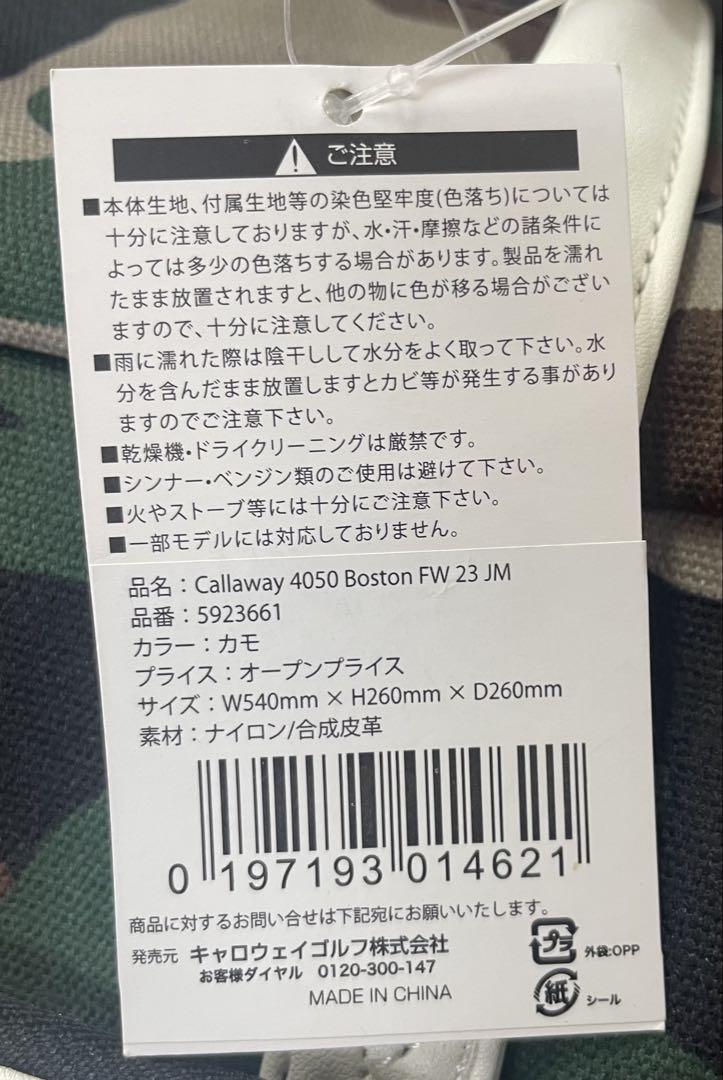 ご注意
■本体生地、付属生地等の染色堅牢度(色落ち)については
十分に注意しておりますが、水・汗・摩擦などの諸条件に
よっては多少の色落ちする場合があります。製品を濡れ
たまま放置されますと、他の物に色が移る場合がござい
ますので、十分に注意してください。
■雨に濡れた際は陰干しして水分をよく取って下さい。水
分を含んだまま放置しますとカビ等が発生する事があり
ますのでご注意下さい。
■乾燥機・ドライクリーニングは厳禁です。
■シンナー・ベンジン類のご使用は避けて下さい。
■火やストーブ等には十分にご注意下さい。
■一部モデルには対応しておりません。
品名：Callaway 4050 Boston FW 23 JM
品番：5923661
カラー：カモ
プライス：オープンプライス
サイズ：W540mm × H260mm × D260mm
素材：ナイロン/合成皮革
0 197193 014621
商品に対するお問い合せは下記宛にお願いいたします。
発売元 キャロウェイゴルフ株式会社
お客様ダイヤル 0120-300-147
MADE IN CHINA
プラ 外袋:OPP
紙 シール